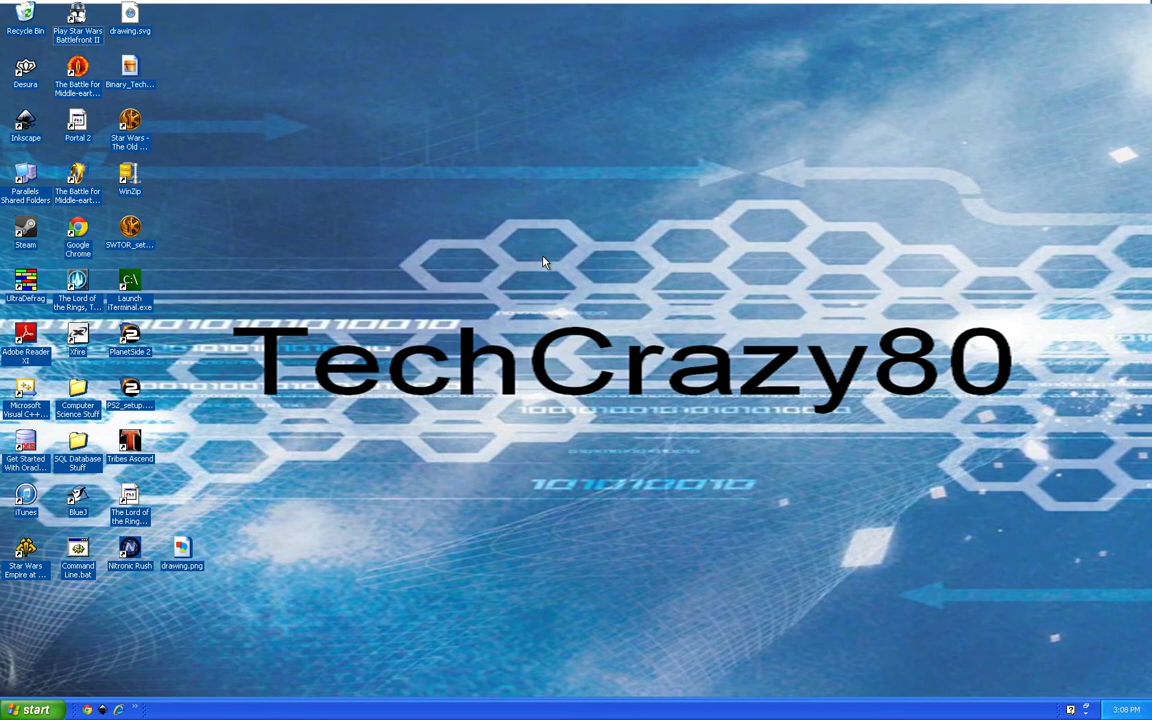 Recycle Bin
Play Star Wars
Battlefront II
drawing.svg
Desura
The Battle for
Middle-eart...
Binary_Tech...
Inkscape
Portal 2
Star Wars -
The Old ...
Parallels
Shared Folders
The Battle for
Middle-eart...
WinZip
Steam
Google
Chrome
SWTOR_set...
UltraDefrag
The Lord of
the Rings, T...
C:\
Launch
iTerminal.exe
1010010
TechCrazy80
Adobe Reader
XI
Xfire
PlanetSide 2
Microsoft
Visual C++...
Computer
Science Stuff
PS2_setup....
Get Started
With Oracl...
SQL Database
Stuff
Tribes Ascend
101010010
iTunes
BlueJ
The Lord of
the Ring...
Star Wars
Empire at ...
Command
Line.bat
Nitronic Rush
drawing.png
start
3:08 PM